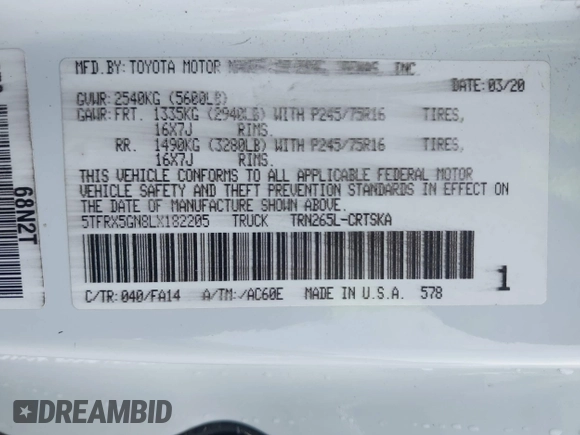 MFD.BY: TOYOTA MOTOR INC.
DATE: 03/20
GVWR: 2540KG (5600LB)
GAWR: FRT. 1335KG (2940LB) WITH P245/75R16 TIRES,
16X7J RIMS.
RR. 1490KG (3280LB) WITH P245/75R16 TIRES,
16X7J RIMS.
THIS VEHICLE CONFORMS TO ALL APPLICABLE FEDERAL MOTOR
VEHICLE SAFETY AND THEFT PREVENTION STANDARDS IN EFFECT ON
THE DATE OF MANUFACTURE SHOWN ABOVE.
5TFRX5GN8LX182205 TRUCK TRN265L-CRTSKA
C/TR: 040/FA14 A/TM: /AC60E MADE IN U.S.A. 578
1
68N2T
DREAMBID